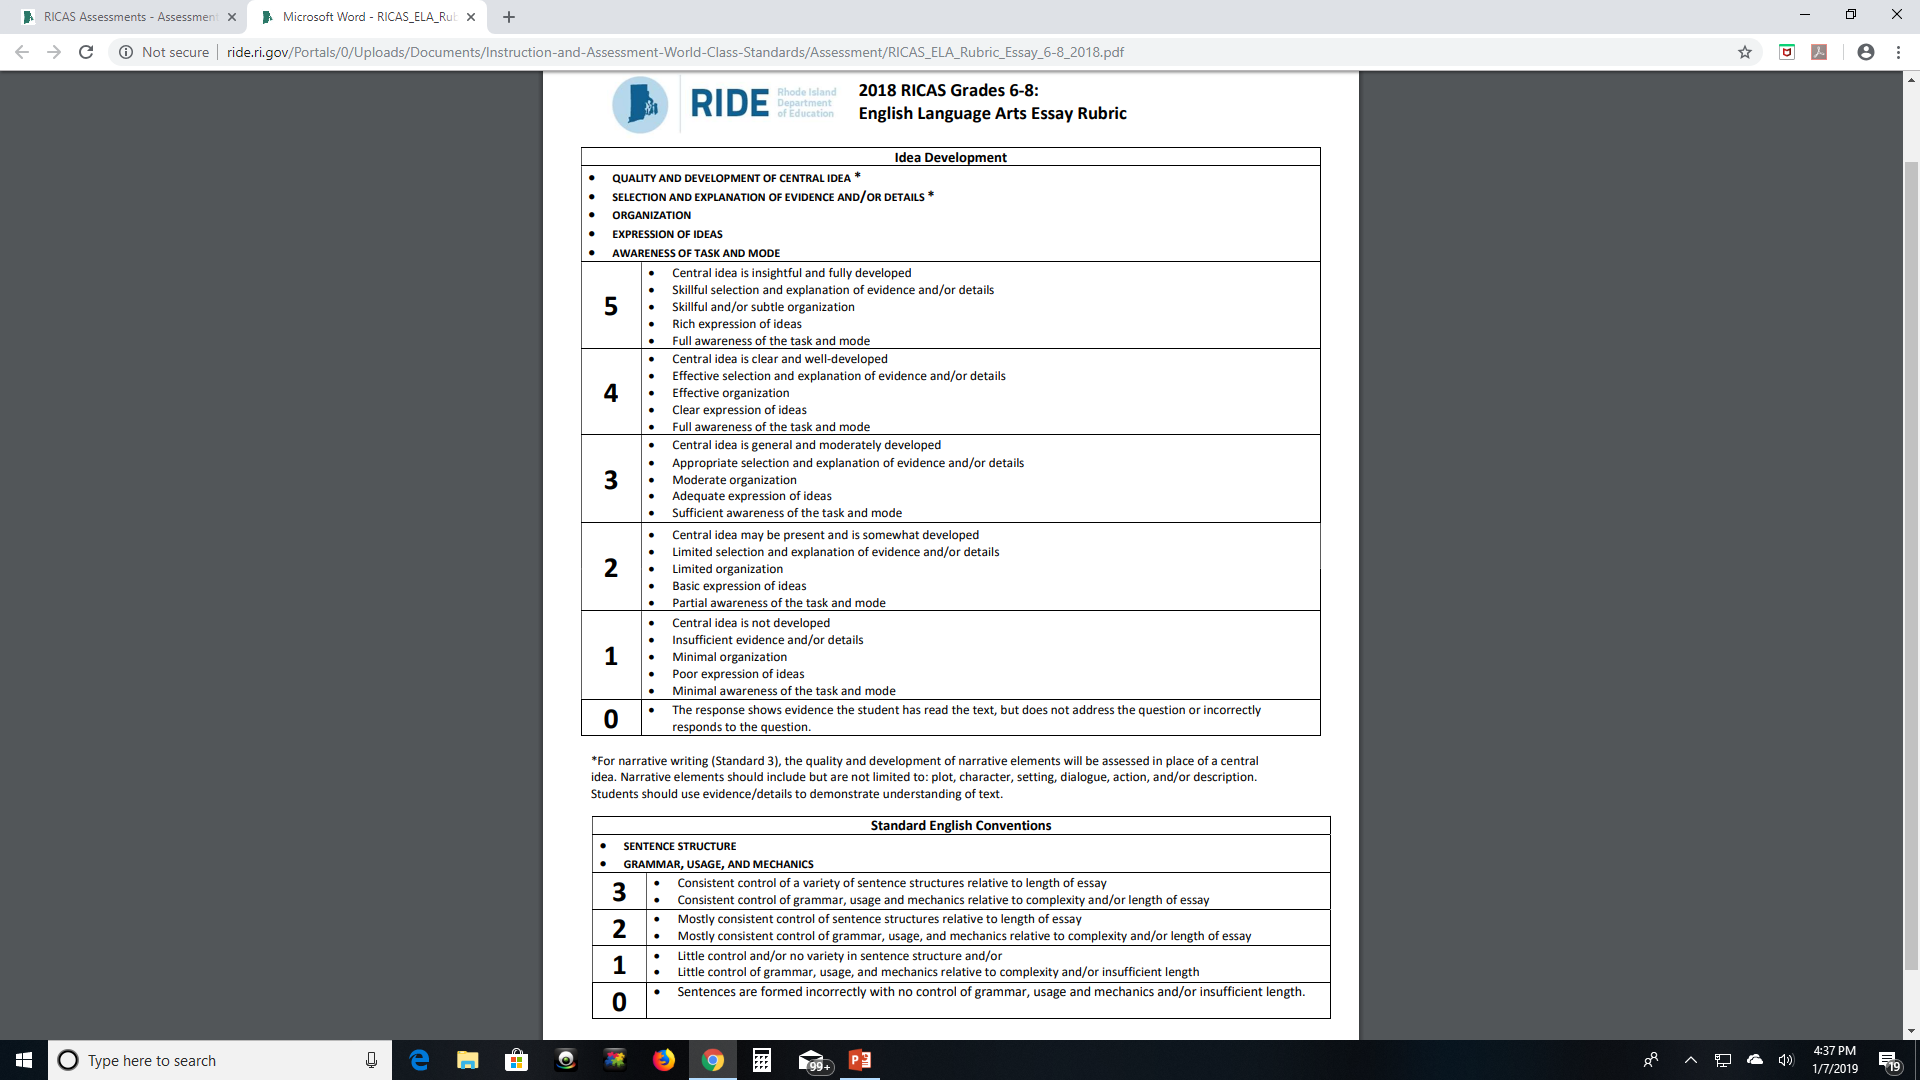 RICAS Assessments - Assessment
Microsoft Word - RICAS_ELA_Rub
Not secure
ride.ri.gov/Portals/0/Uploads/Documents/Instruction-and-Assessment-World-Class-Standards/Assessment/RICAS_ELA_Rubric_Essay_6-8_2018.pdf
RIDE
Rhode Island
Department
of Education
2018 RICAS Grades 6-8:
English Language Arts Essay Rubric
Idea Development
• QUALITY AND DEVELOPMENT OF CENTRAL IDEA *
• SELECTION AND EXPLANATION OF EVIDENCE AND/OR DETAILS *
• ORGANIZATION
• EXPRESSION OF IDEAS
• AWARENESS OF TASK AND MODE
5
• Central idea is insightful and fully developed
• Skillful selection and explanation of evidence and/or details
• Skillful and/or subtle organization
• Rich expression of ideas
• Full awareness of the task and mode
4
• Central idea is clear and well-developed
• Effective selection and explanation of evidence and/or details
• Effective organization
• Clear expression of ideas
• Full awareness of the task and mode
3
• Central idea is general and moderately developed
• Appropriate selection and explanation of evidence and/or details
• Moderate organization
• Adequate expression of ideas
• Sufficient awareness of the task and mode
2
• Central idea may be present and is somewhat developed
• Limited selection and explanation of evidence and/or details
• Limited organization
• Basic expression of ideas
• Partial awareness of the task and mode
1
• Central idea is not developed
• Insufficient evidence and/or details
• Minimal organization
• Poor expression of ideas
• Minimal awareness of the task and mode
0
• The response shows evidence the student has read the text, but does not address the question or incorrectly
responds to the question.
*For narrative writing (Standard 3), the quality and development of narrative elements will be assessed in place of a central
idea. Narrative elements should include but are not limited to: plot, character, setting, dialogue, action, and/or description.
Students should use evidence/details to demonstrate understanding of text.
Standard English Conventions
• SENTENCE STRUCTURE
• GRAMMAR, USAGE, AND MECHANICS
3
• Consistent control of a variety of sentence structures relative to length of essay
• Consistent control of grammar, usage and mechanics relative to complexity and/or length of essay
2
• Mostly consistent control of sentence structures relative to length of essay
• Mostly consistent control of grammar, usage, and mechanics relative to complexity and/or length of essay
1
• Little control and/or no variety in sentence structure and/or
• Little control of grammar, usage, and mechanics relative to complexity and/or insufficient length
0
• Sentences are formed incorrectly with no control of grammar, usage and mechanics and/or insufficient length.
Type here to search
99+
4:37 PM
1/7/2019
19